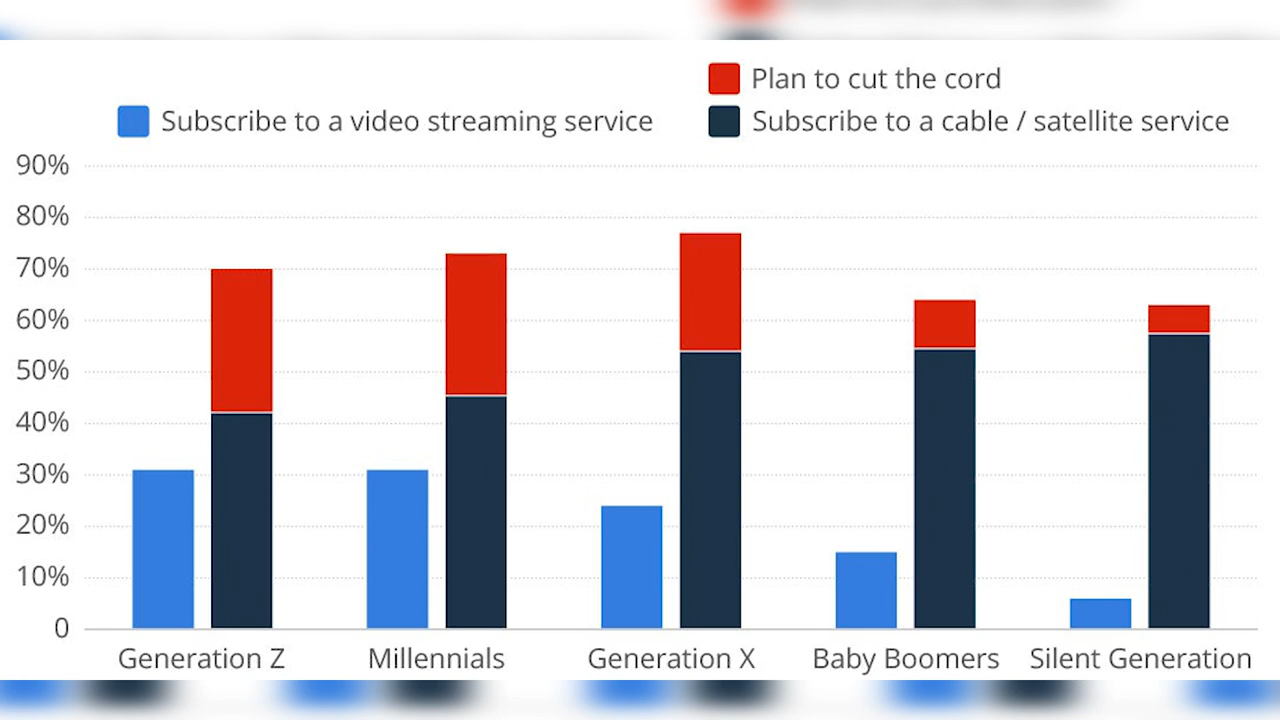 Plan to cut the cord
Subscribe to a video streaming service
Subscribe to a cable / satellite service
90%
80%
70%
60%
50%
40%
30%
20%
10%
0
Generation Z
Millennials
Generation X
Baby Boomers
Silent Generation